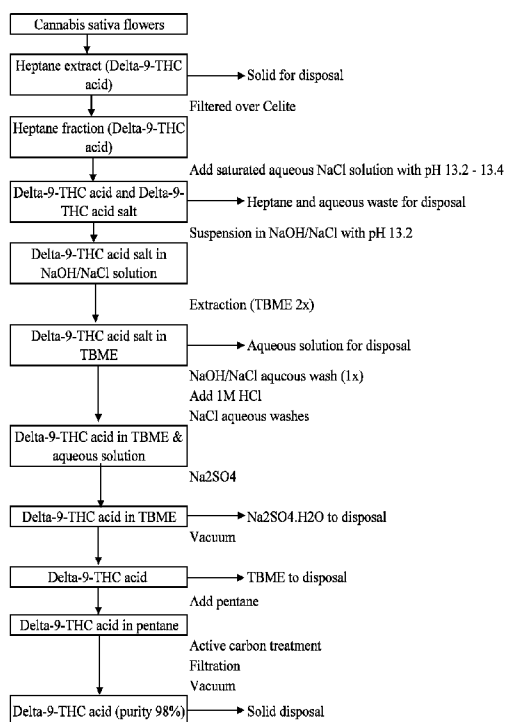 Cannabis sativa flowers
Heptane extract (Delta-9-THC
acid)
Solid for disposal
Filtered over Celite
Heptane fraction (Delta-9-THC
acid)
Add saturated aqueous NaCl solution with pH 13.2 - 13.4
Delta-9-THC acid and Delta-9-
THC acid salt
Heptane and aqueous waste for disposal
Suspension in NaOH/NaCl with pH 13.2
Delta-9-THC acid salt in
NaOH/NaCl solution
Extraction (TBME 2x)
Delta-9-THC acid salt in
TBME
Aqueous solution for disposal
NaOH/NaCl aqueous wash (1x)
Add 1M HCl
NaCl aqueous washes
Delta-9-THC acid in TBME &
aqueous solution
Na2SO4
Delta-9-THC acid in TBME
Na2SO4.H2O to disposal
Vacuum
Delta-9-THC acid
TBME to disposal
Add pentane
Delta-9-THC acid in pentane
Active carbon treatment
Filtration
Vacuum
Delta-9-THC acid (purity 98%)
Solid disposal